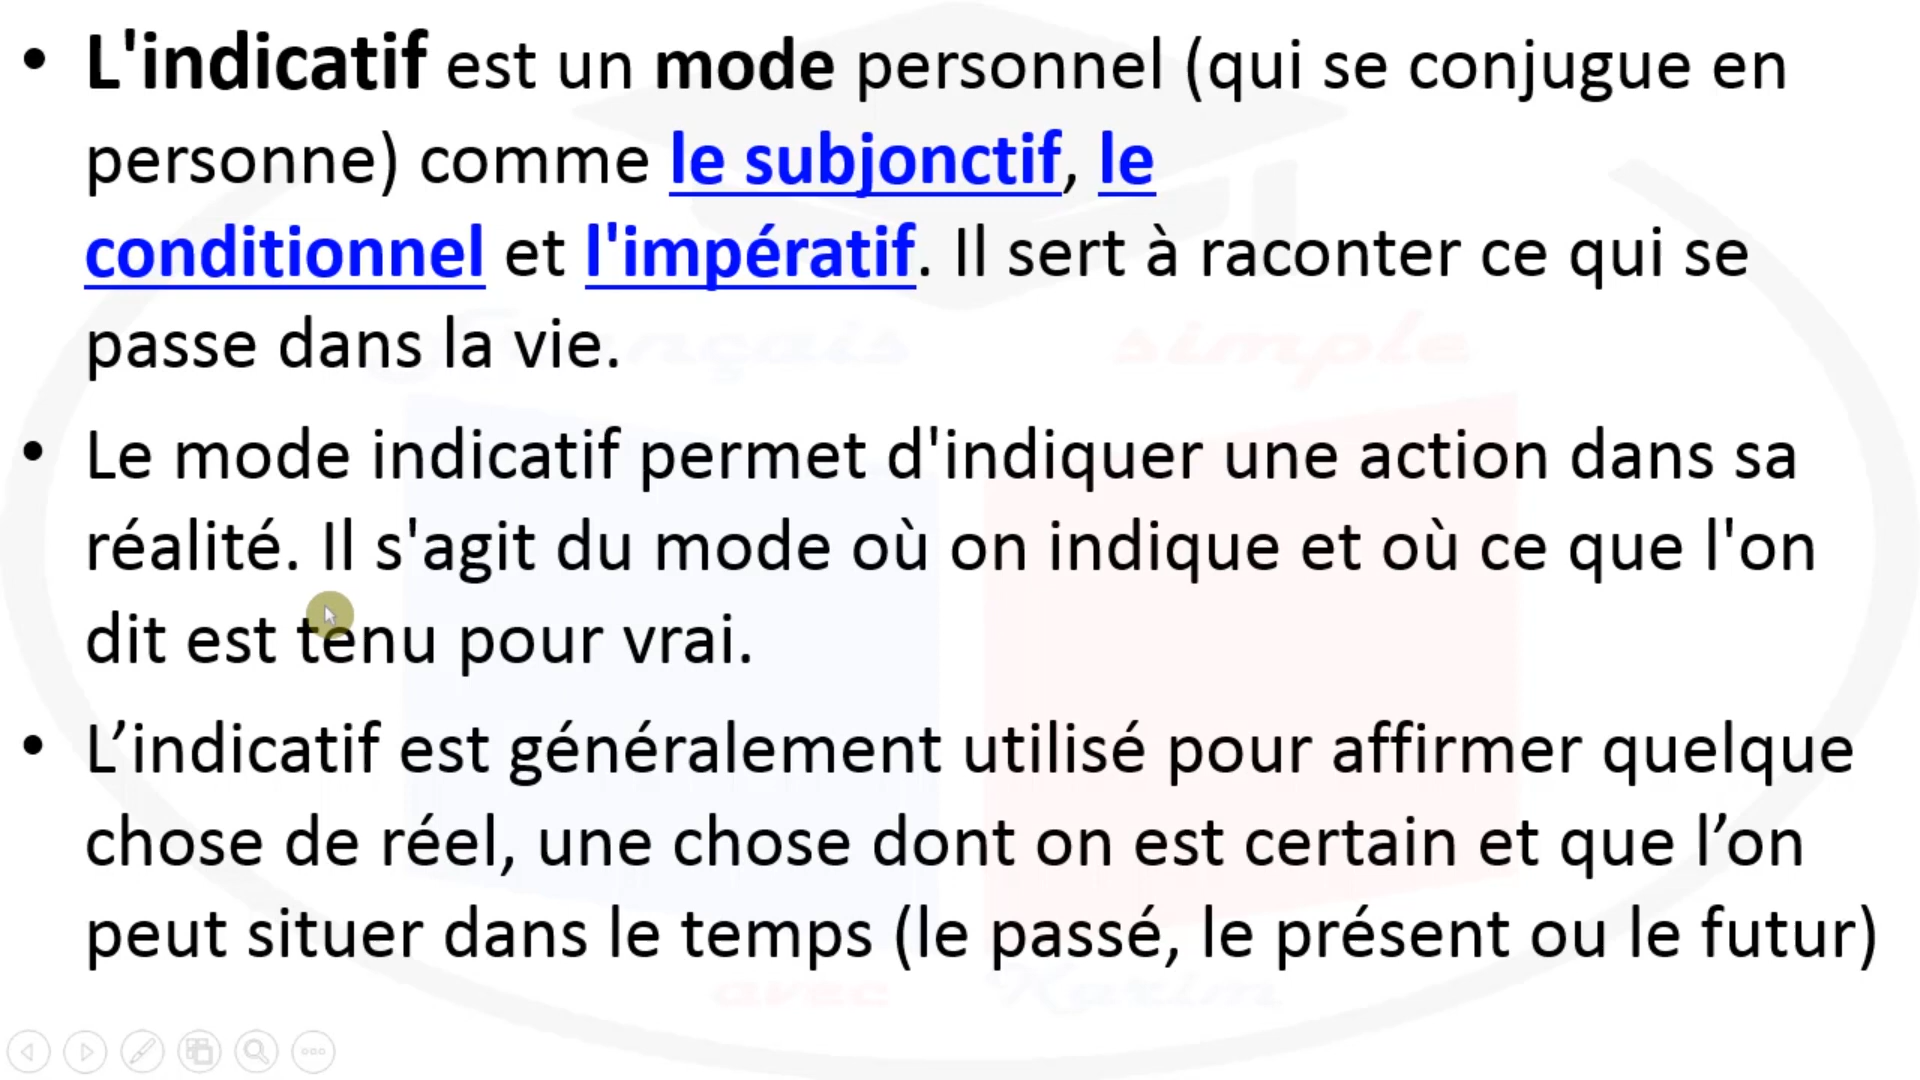 • L'indicatif est un mode personnel (qui se conjugue en
personne) comme le subjonctif, le
conditionnel et l'impératif. Il sert à raconter ce qui se
passe dans la vie.
• Le mode indicatif permet d'indiquer une action dans sa
réalité. Il s'agit du mode où on indique et où ce que l'on
dit est tenu pour vrai.
• L’indicatif est généralement utilisé pour affirmer quelque
chose de réel, une chose dont on est certain et que l’on
peut situer dans le temps (le passé, le présent ou le futur)
Français simple
avec Karim